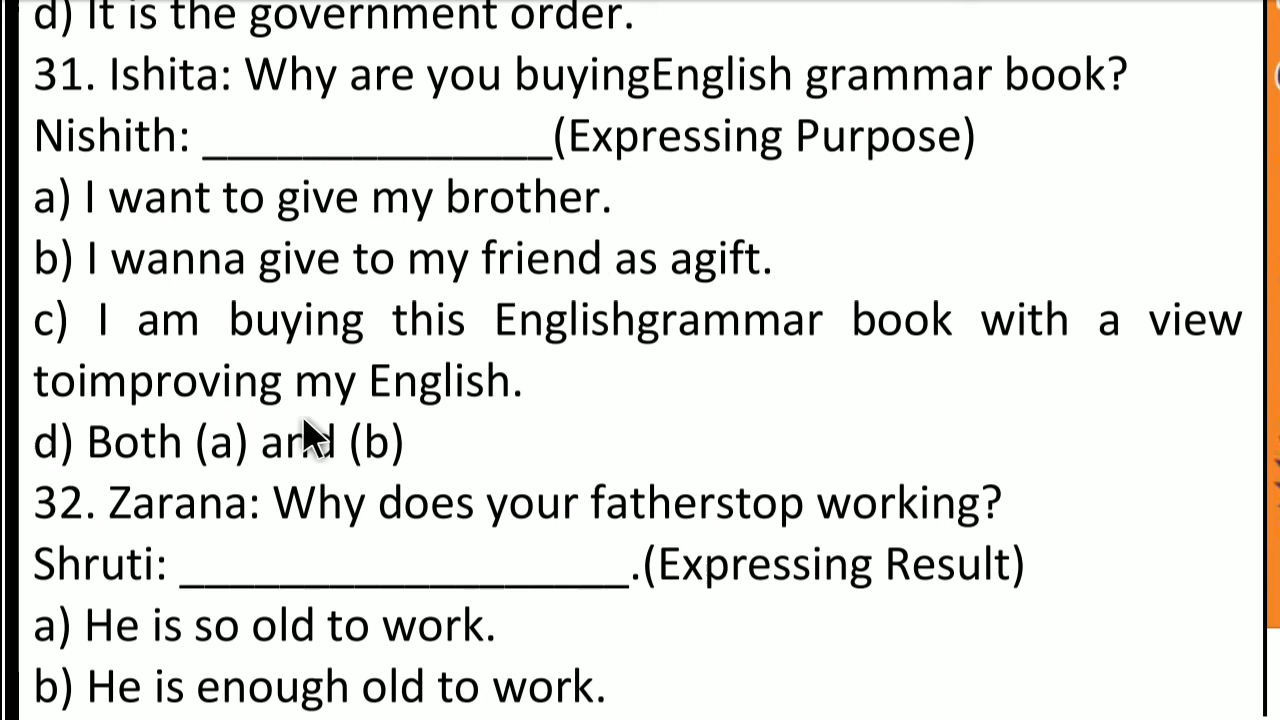 d) It is the government order.
31. Ishita: Why are you buyingEnglish grammar book?
Nishith: ______________(Expressing Purpose)
a) I want to give my brother.
b) I wanna give to my friend as agift.
c) I am buying this Englishgrammar book with a view
toimproving my English.
d) Both (a) and (b)
32. Zarana: Why does your fatherstop working?
Shruti: __________________.(Expressing Result)
a) He is so old to work.
b) He is enough old to work.